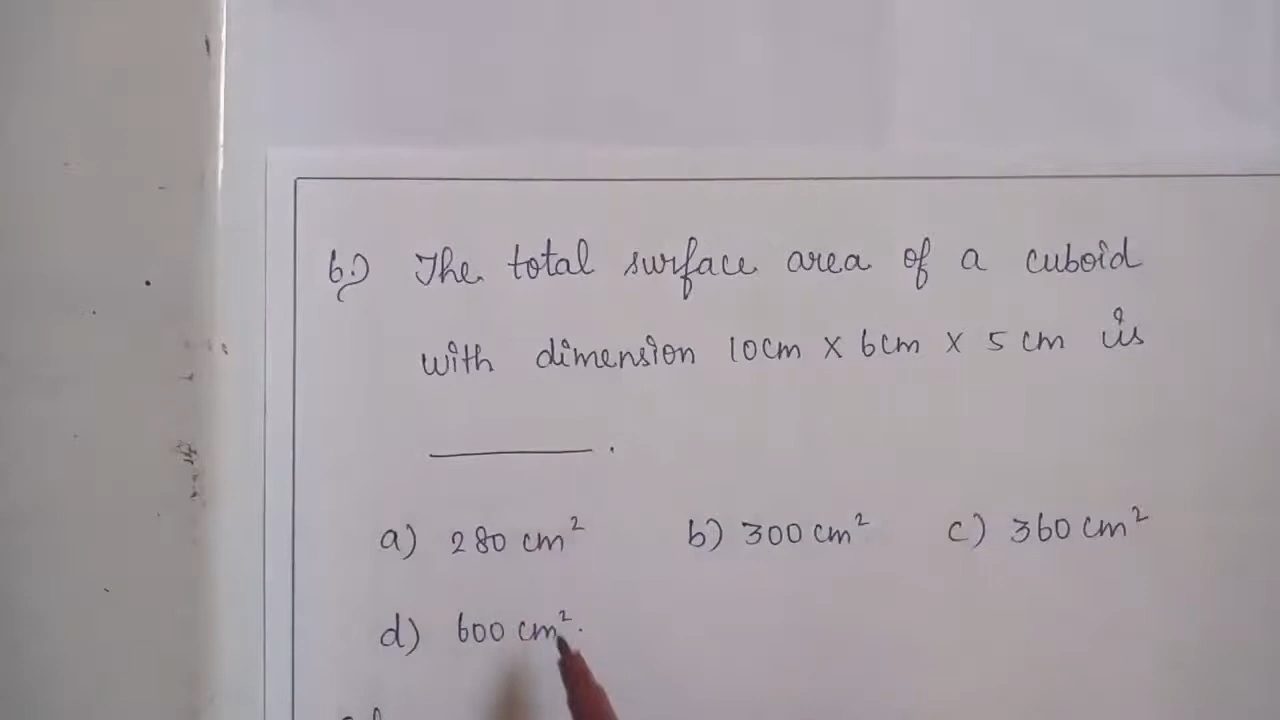 6.) The total surface area of a cuboid
with dimension 10cm x 6cm x 5 cm is
______ .
a) 280 cm² b) 300 cm² c) 360 cm²
d) 600 cm².